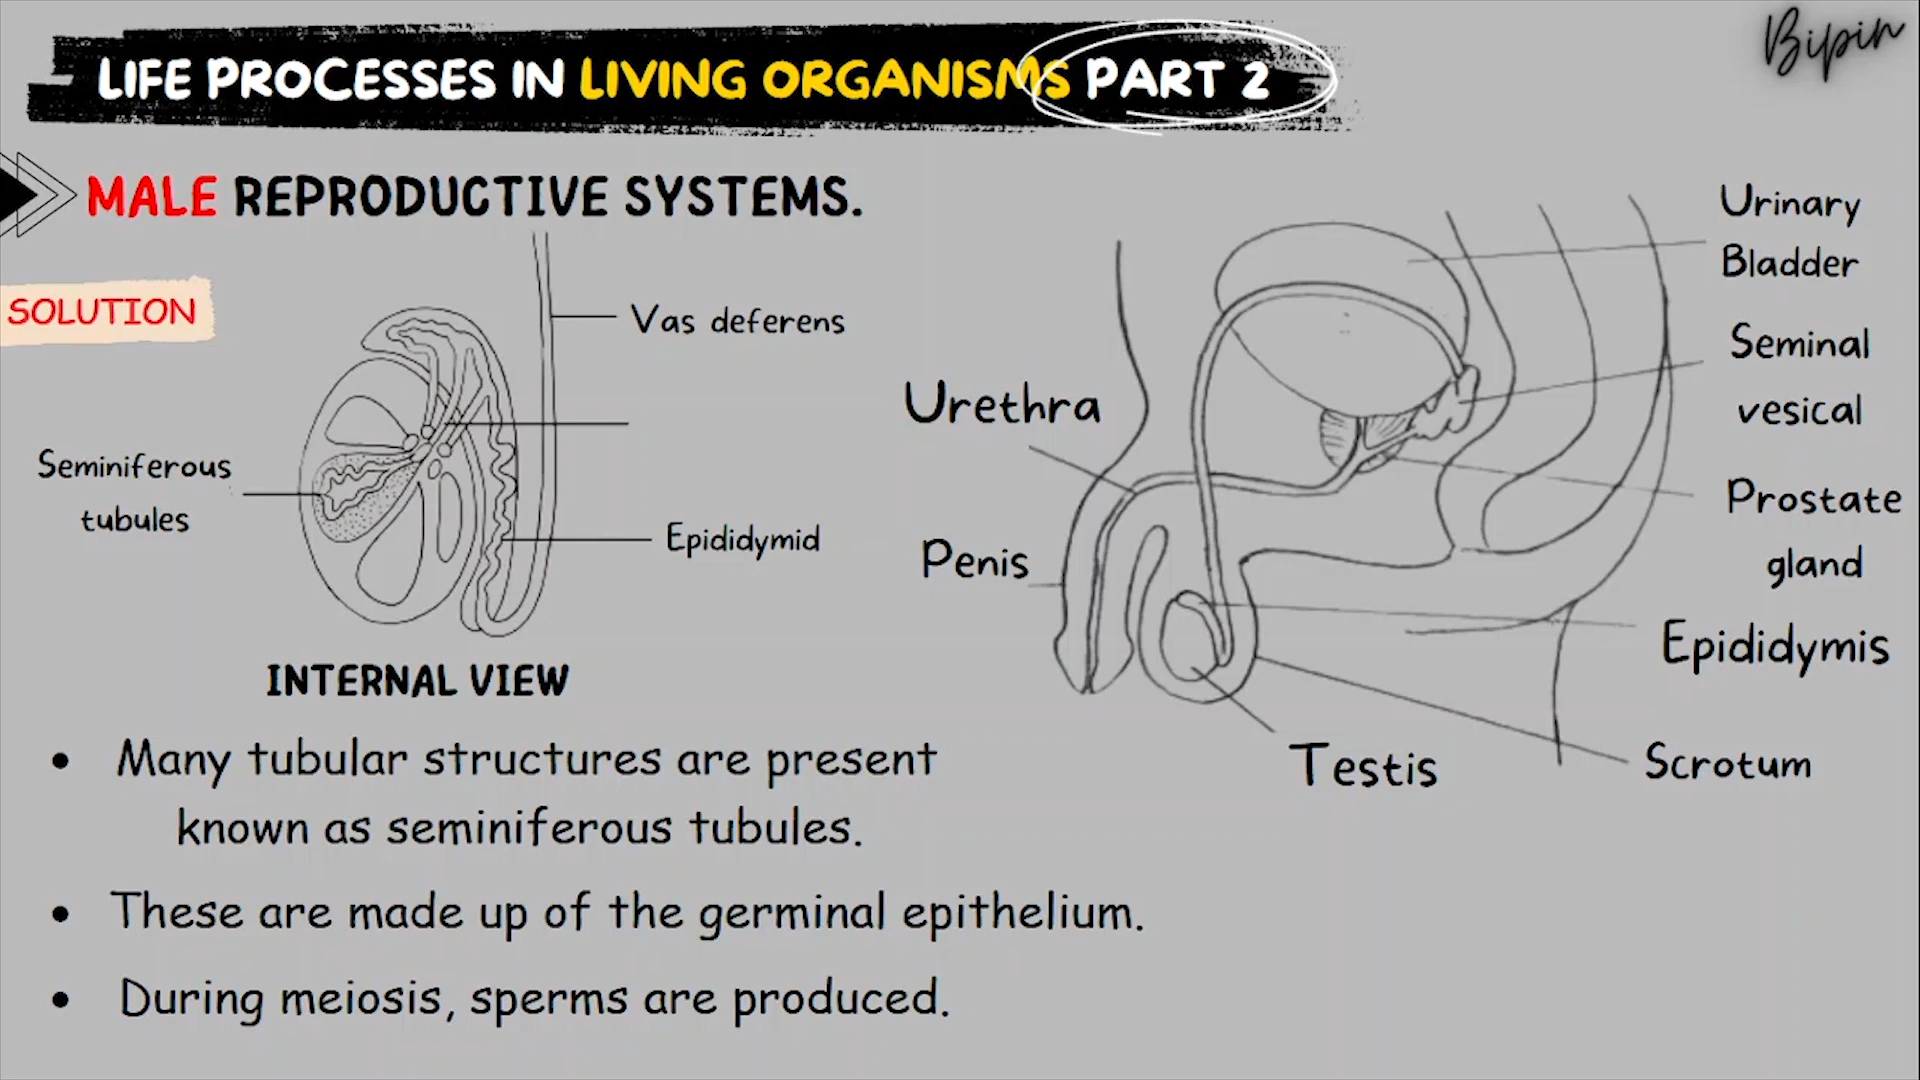 Bipin
LIFE PROCESSES IN LIVING ORGANISMS PART 2
MALE REPRODUCTIVE SYSTEMS.
SOLUTION
Vas deferens
Seminiferous
tubules
Epididymid
INTERNAL VIEW
Urinary
Bladder
Seminal
vesical
Urethra
Prostate
gland
Penis
Epididymis
Testis
Scrotum
• Many tubular structures are present
known as seminiferous tubules.
• These are made up of the germinal epithelium.
• During meiosis, sperms are produced.